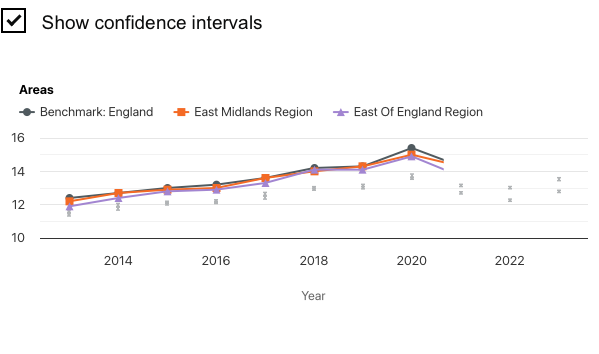 Show confidence intervals
Areas
Benchmark: England East Midlands Region East Of England Region
16
14
12
10
2014 2016 2018 2020 2022
Year